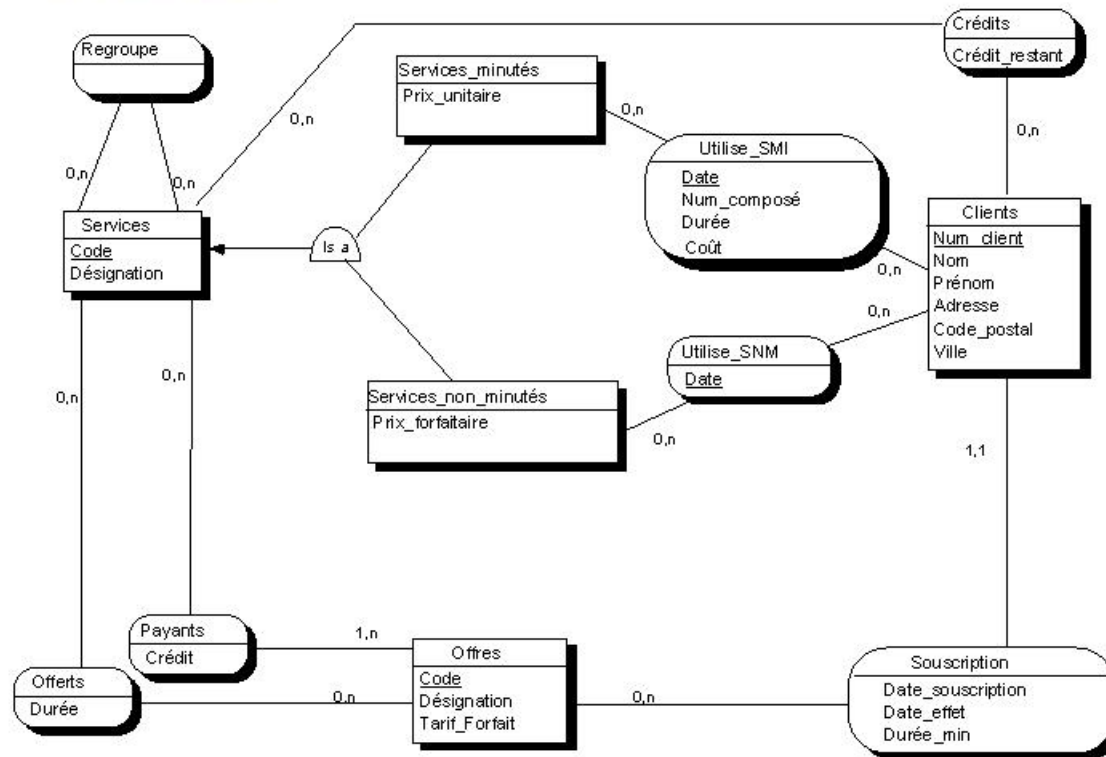 Regroupe
Crédits
Crédit_restant
0,n
0,n
0,n
0,n
Services_minutés
Prix_unitaire
0,n
Utilise_SMI
Date
Num_composé
Durée
Coût
0,n
Services
Code
Désignation
Is a
Clients
Num_client
Nom
Prénom
Adresse
Code_postal
Ville
0,n
Utilise_SNM
Date
0,n
Services_non_minutés
Prix_forfaitaire
0,n
0,n
1,1
Payants
Crédit
1,n
Offerts
Durée
0,n
Offres
Code
Désignation
Tarif_Forfait
0,n
Souscription
Date_souscription
Date_effet
Durée_min